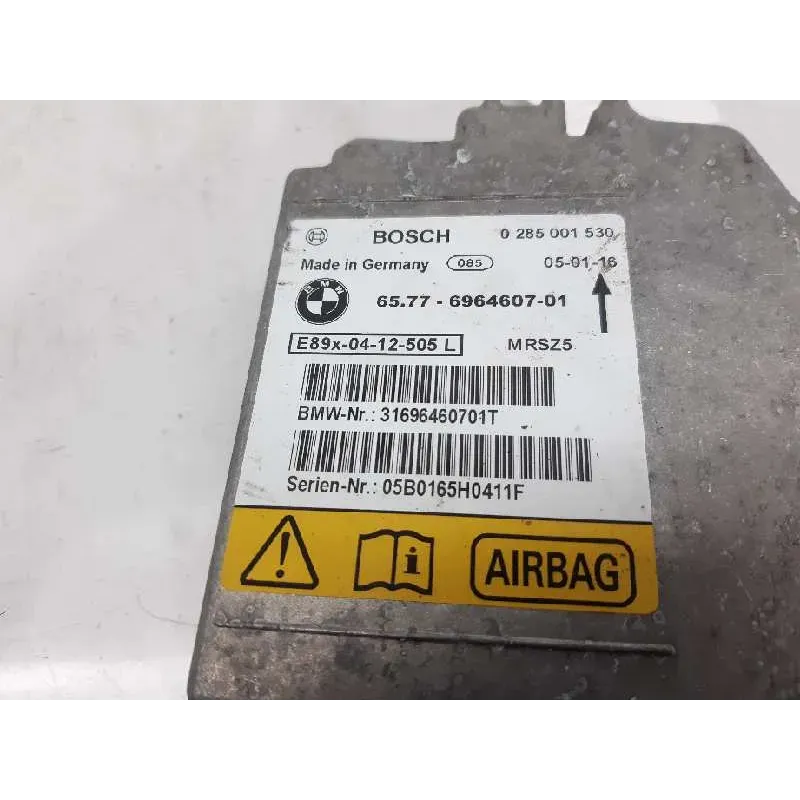 BOSCH 0 285 001 530
Made in Germany 085 05-01-16
BMW 65.77 - 6964607-01
E89x-04-12-505 L MRSZ5
BMW-Nr.: 31696460701T
Serien-Nr.: 05B0165H0411F
AIRBAG